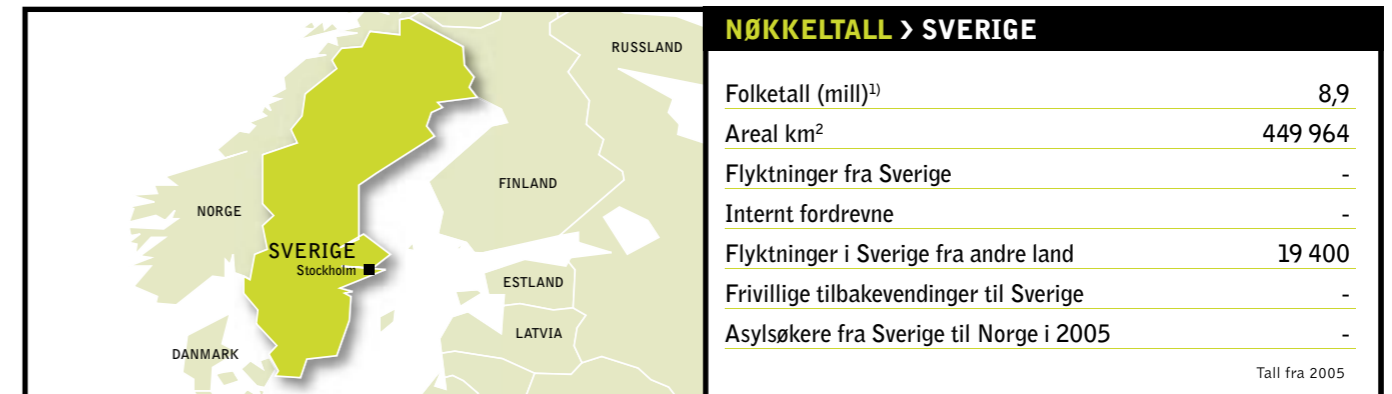 RUSSLAND
FINLAND
NORGE
SVERIGE
Stockholm
ESTLAND
LATVIA
DANMARK
NØKKELTALL > SVERIGE
Folketall (mill)1) 8,9
Areal km² 449 964
Flyktninger fra Sverige -
Internt fordrevne -
Flyktninger i Sverige fra andre land 19 400
Frivillige tilbakevendinger til Sverige -
Asylsøkere fra Sverige til Norge i 2005 -
Tall fra 2005